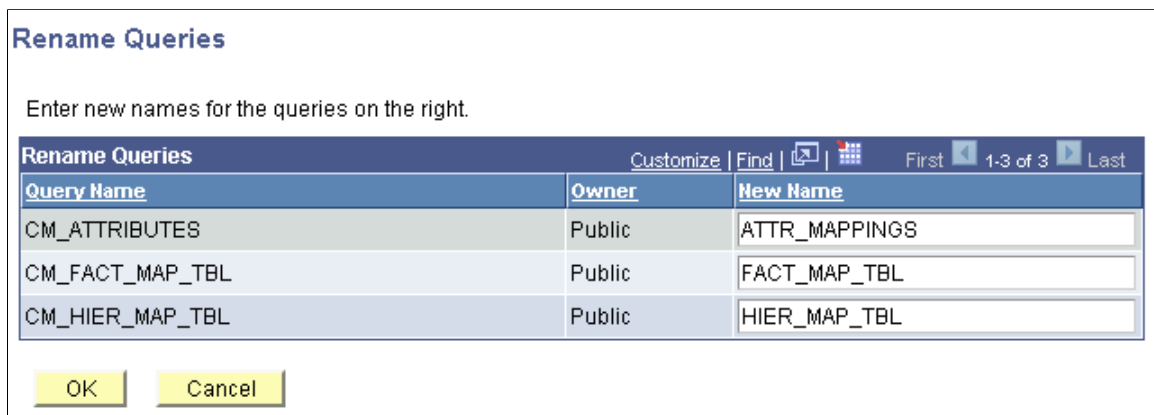 Rename Queries
Enter new names for the queries on the right.
Rename Queries Customize | Find | | First 1-3 of 3 Last
Query Name Owner New Name
CM_ATTRIBUTES Public ATTR_MAPPINGS
CM_FACT_MAP_TBL Public FACT_MAP_TBL
CM_HIER_MAP_TBL Public HIER_MAP_TBL
OK Cancel